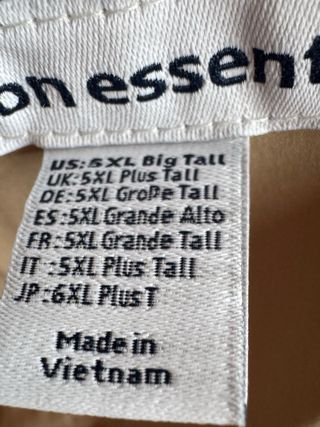 on essent
US:5XL Big Tall
UK:5XL Plus Tall
DE:5XL Große Tall
ES:5XL Grande Alto
FR:5XL Grande Tall
IT :5XL Plus Tall
JP :6XL PlusT
Made in
Vietnam